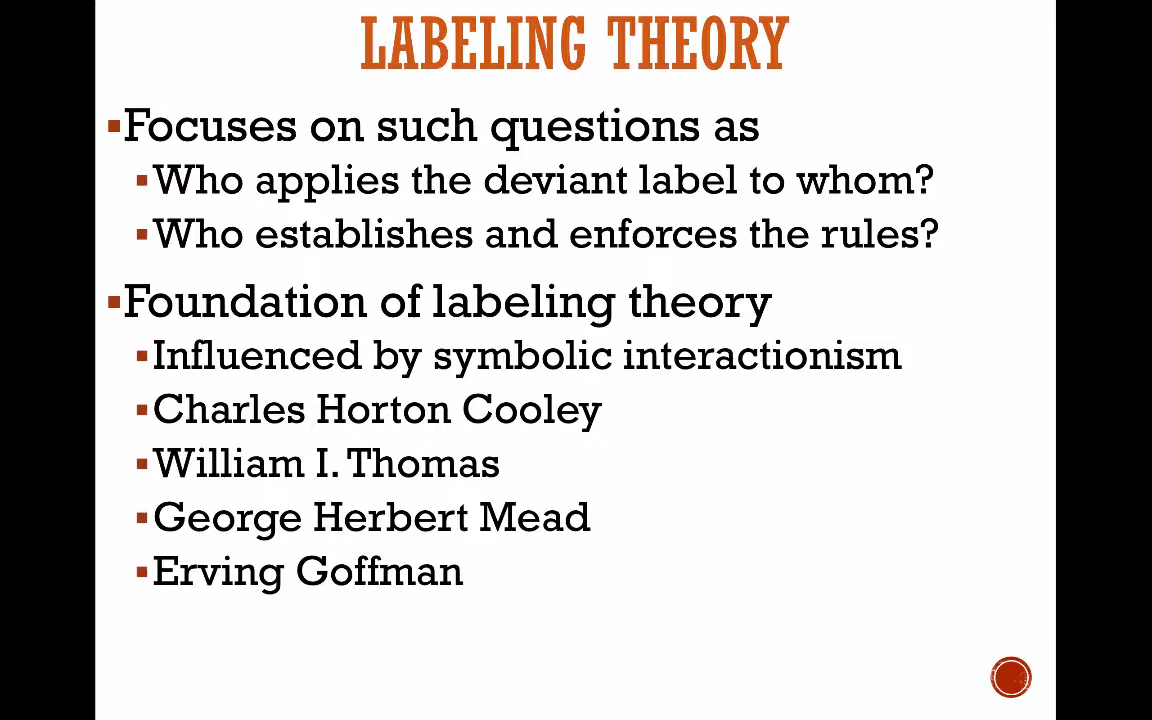 LABELING THEORY
Focuses on such questions as
Who applies the deviant label to whom?
Who establishes and enforces the rules?
Foundation of labeling theory
Influenced by symbolic interactionism
Charles Horton Cooley
William I. Thomas
George Herbert Mead
Erving Goffman